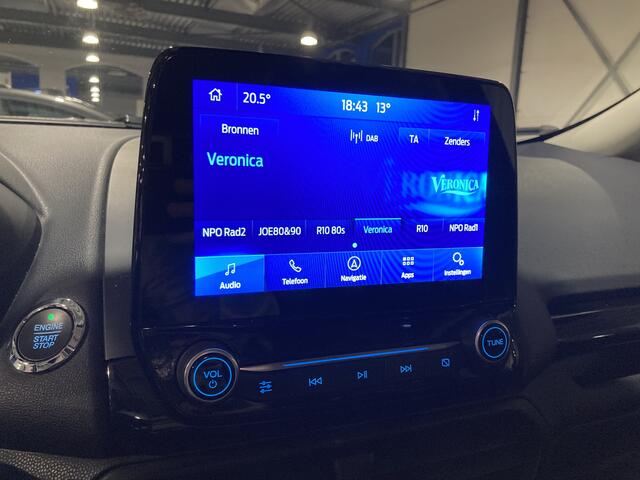 20.5° 18:43 13°
Bronnen DAB TA Zenders
Veronica
VERONICA
NPO Rad2 JOE80&90 R10 80s Veronica R10 NPO Rad1
Audio Telefoon Navigatie Apps Instellingen
ENGINE
START
STOP
VOL
TUNE